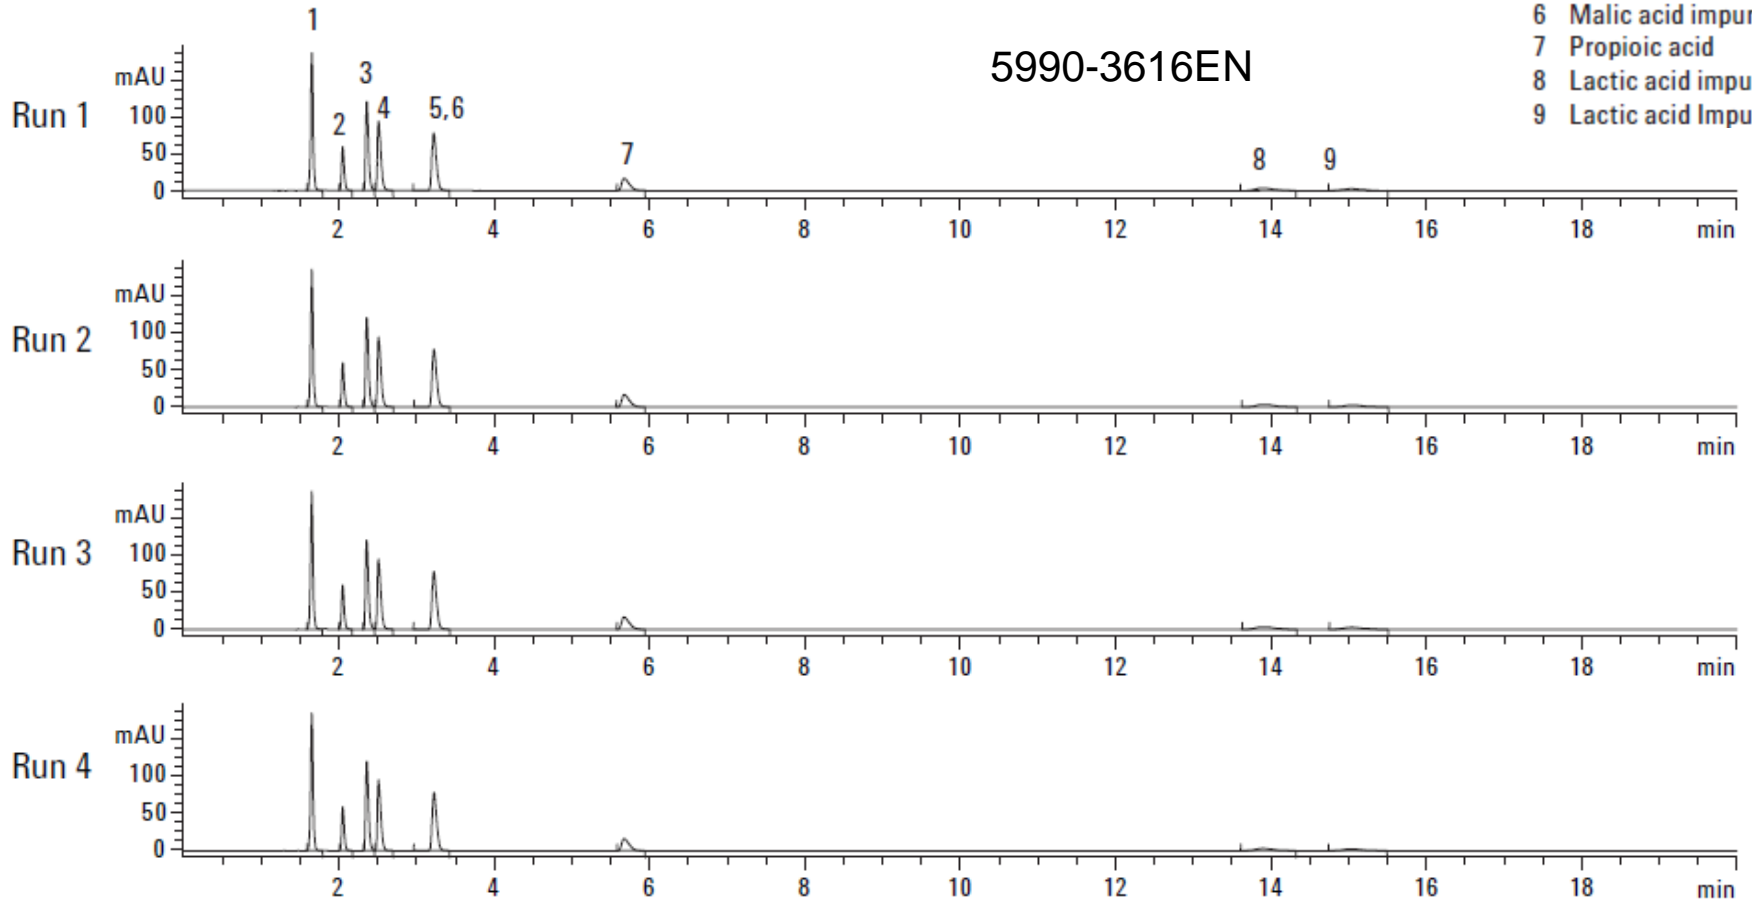 1
6 Malic acid impur
5990-3616EN
7 Propioic acid
mAU
3
8 Lactic acid impu
Run 1
100
2
4
5,6
9 Lactic acid Impu
50
7
8
9
0
2 4 6 8 10 12 14 16 18 min
mAU
Run 2
100
50
0
2 4 6 8 10 12 14 16 18 min
mAU
Run 3
100
50
0
2 4 6 8 10 12 14 16 18 min
mAU
Run 4
100
50
0
2 4 6 8 10 12 14 16 18 min